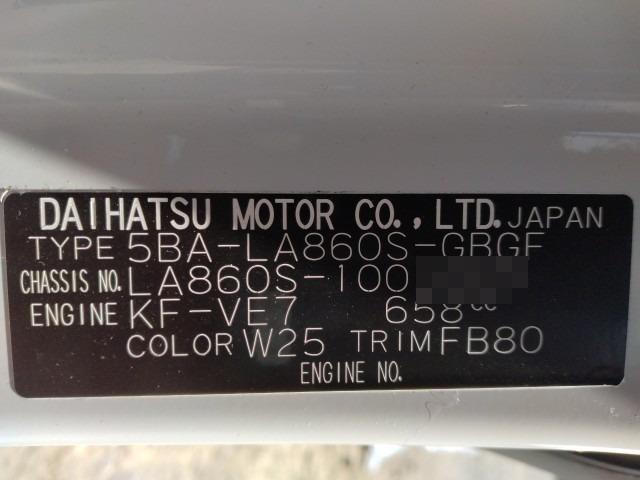 DAIHATSU MOTOR CO., LTD. JAPAN
TYPE 5BA-LA860S-GBGF
CHASSIS NO. LA860S-100
ENGINE KF-VE7 658cc
COLOR W25 TRIM FB80
ENGINE NO.